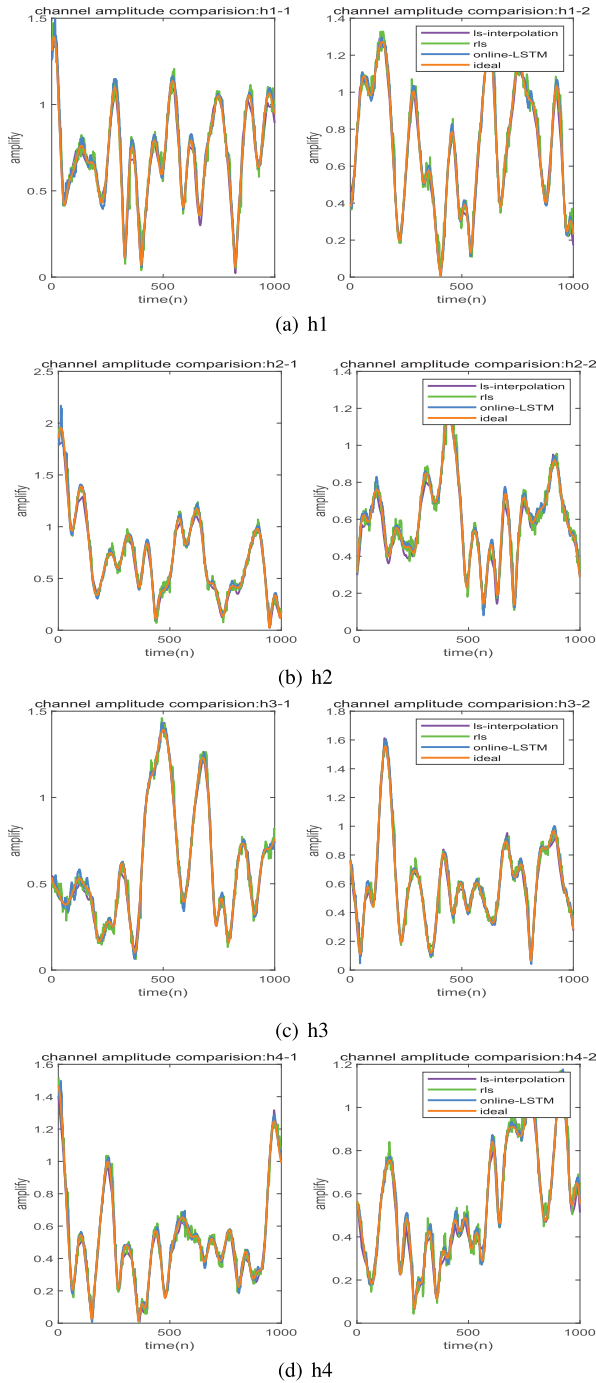 channel amplitude comparision:h1-1
1.5
1
0.5
0
amplify
0 500 1000
time(n)
channel amplitude comparision:h1-2
1.4
1.2
1
0.8
0.6
0.4
0.2
0
amplify
ls-interpolation
rls
online-LSTM
ideal
0 500 1000
time(n)
(a) h1
channel amplitude comparision:h2-1
2.5
2
1.5
1
0.5
0
amplify
0 500 1000
time(n)
channel amplitude comparision:h2-2
1.4
1.2
1
0.8
0.6
0.4
0.2
0
amplify
ls-interpolation
rls
online-LSTM
ideal
0 500 1000
time(n)
(b) h2
channel amplitude comparision:h3-1
1.5
1
0.5
0
amplify
0 500 1000
time(n)
channel amplitude comparision:h3-2
1.8
1.6
1.4
1.2
1
0.8
0.6
0.4
0.2
0
amplify
ls-interpolation
rls
online-LSTM
ideal
0 500 1000
time(n)
(c) h3
channel amplitude comparision:h4-1
1.6
1.4
1.2
1
0.8
0.6
0.4
0.2
0
amplify
0 500 1000
time(n)
channel amplitude comparision:h4-2
1.2
1
0.8
0.6
0.4
0.2
0
amplify
ls-interpolation
rls
online-LSTM
ideal
0 500 1000
time(n)
(d) h4